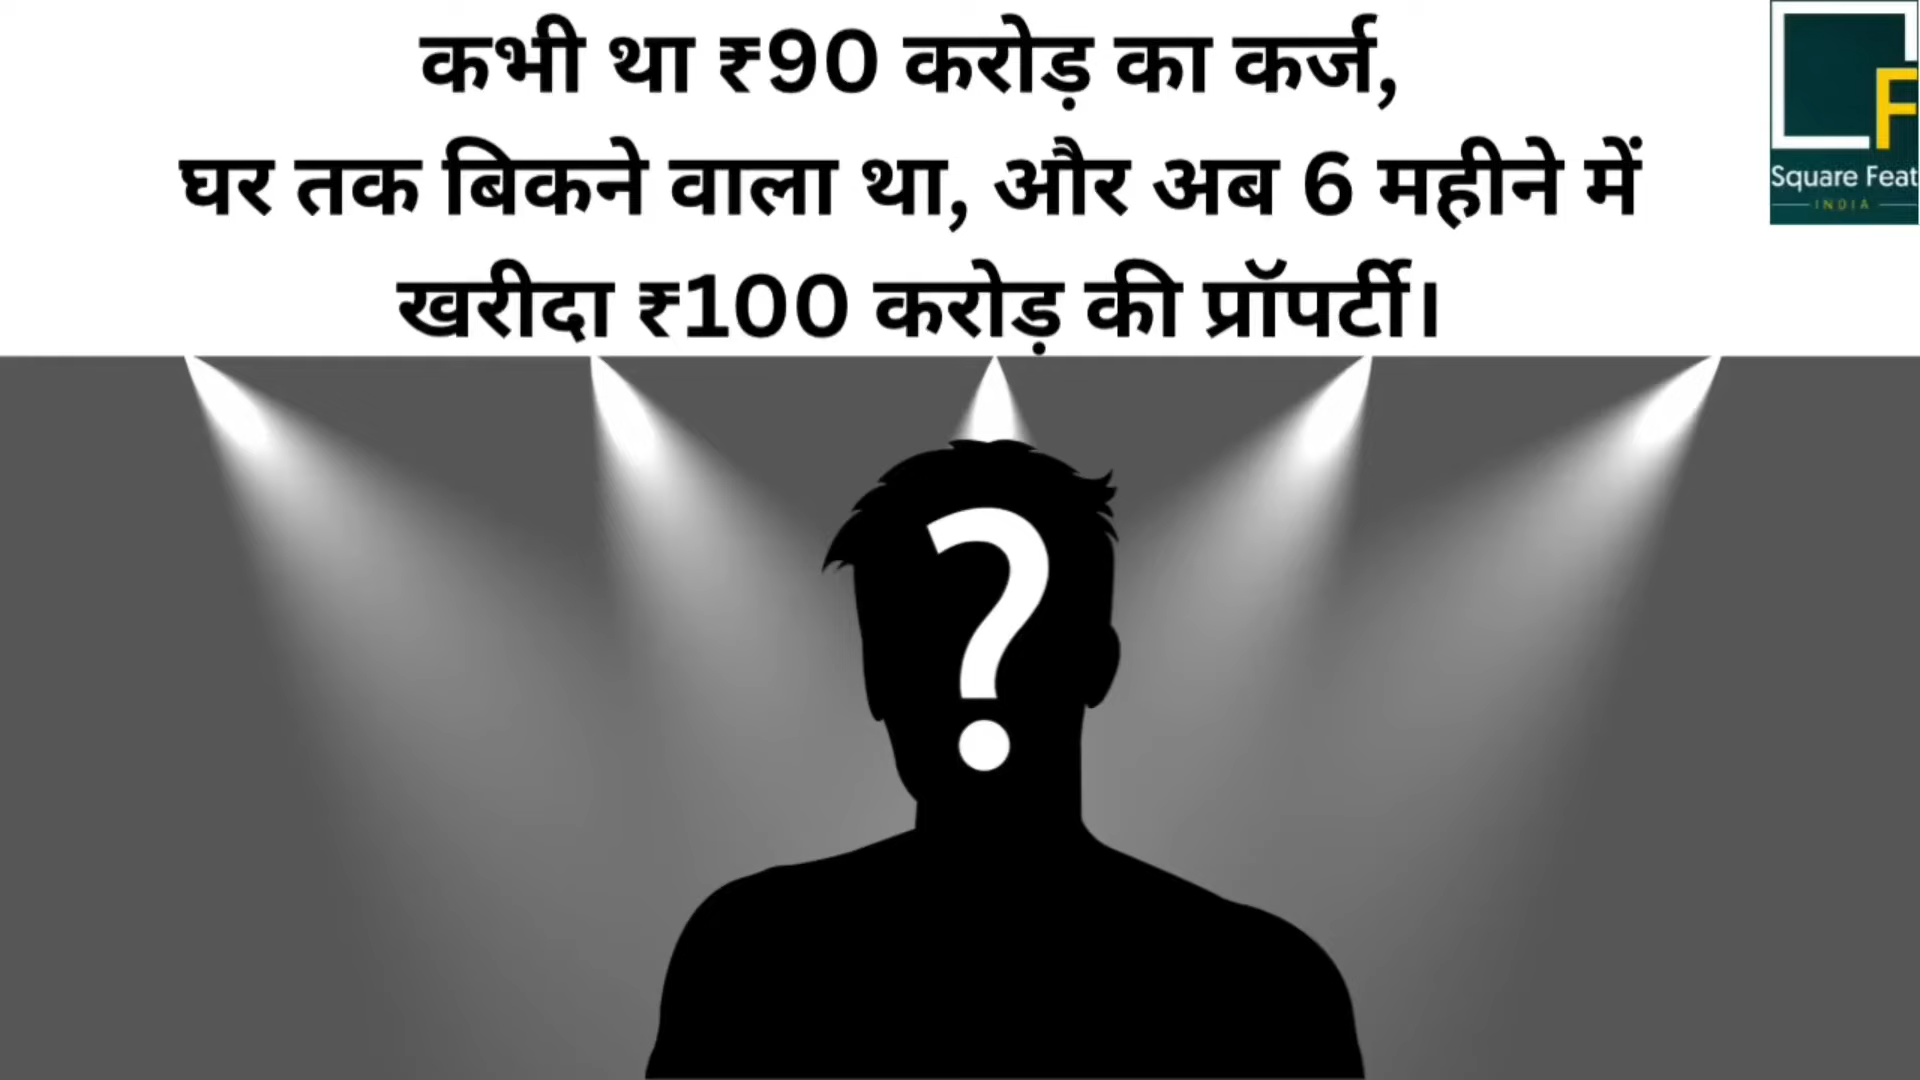 कभी था ₹90 करोड़ का कर्ज,
घर तक बिकने वाला था, और अब 6 महीने में
खरीदा ₹100 करोड़ की प्रॉपर्टी।
F
Square Feat
INDIA
?